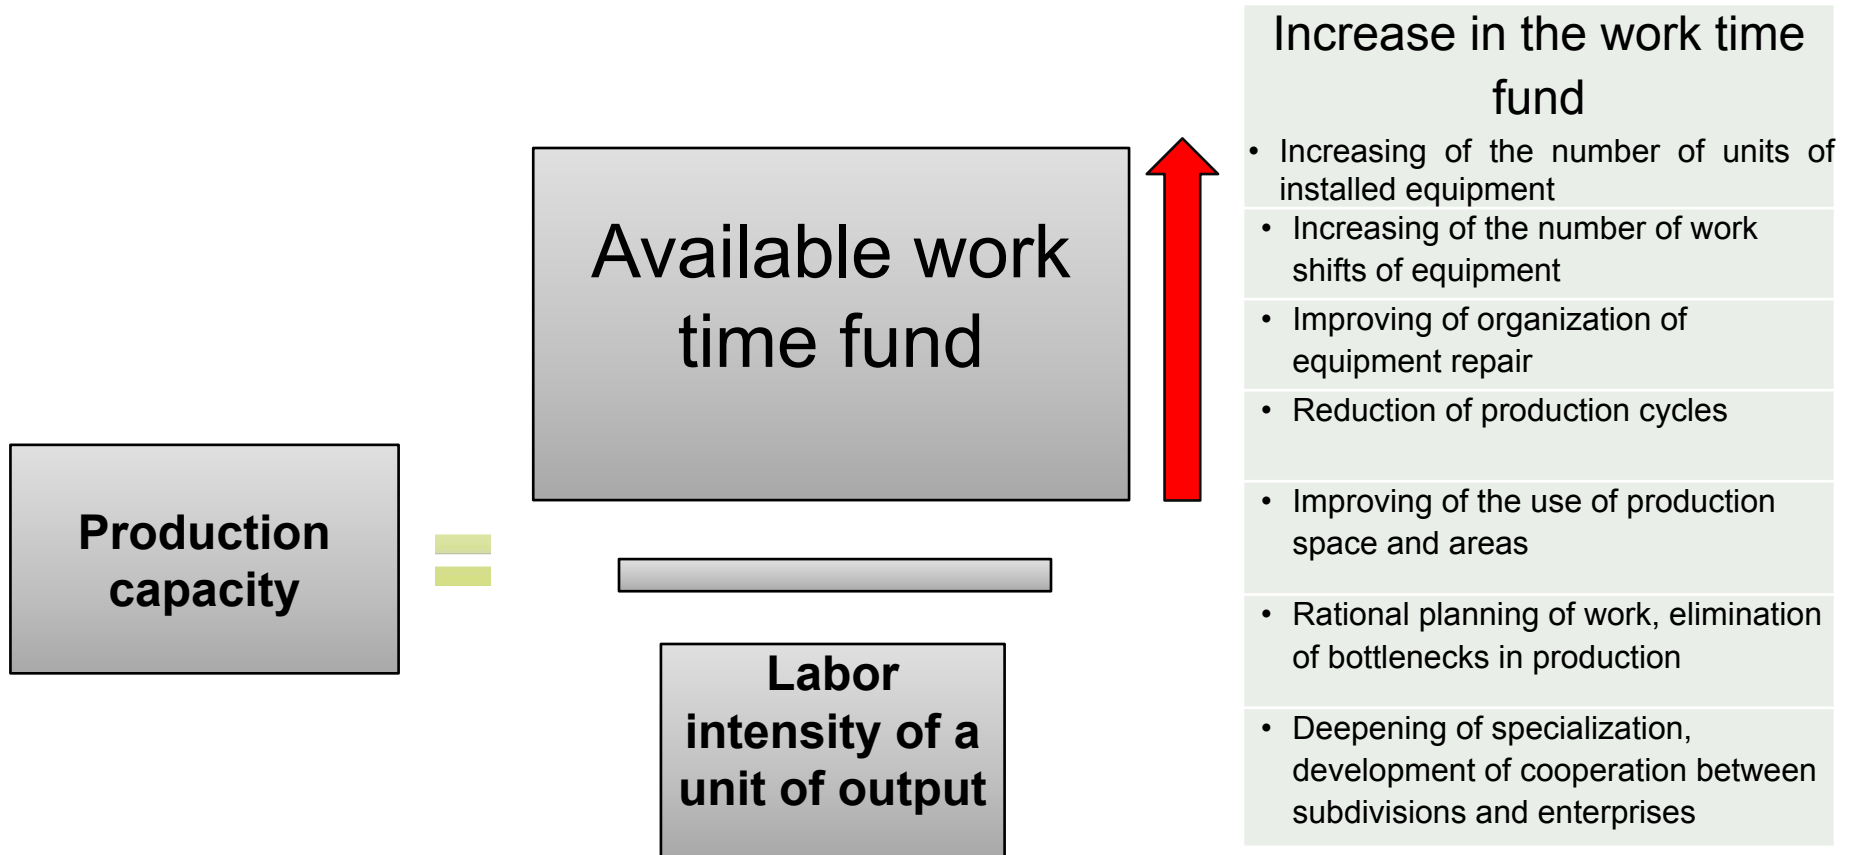 Production
capacity
Available work
time fund
Labor
intensity of a
unit of output
Increase in the work time
fund
• Increasing of the number of units of
installed equipment
• Increasing of the number of work
shifts of equipment
• Improving of organization of
equipment repair
• Reduction of production cycles
• Improving of the use of production
space and areas
• Rational planning of work, elimination
of bottlenecks in production
• Deepening of specialization,
development of cooperation between
subdivisions and enterprises